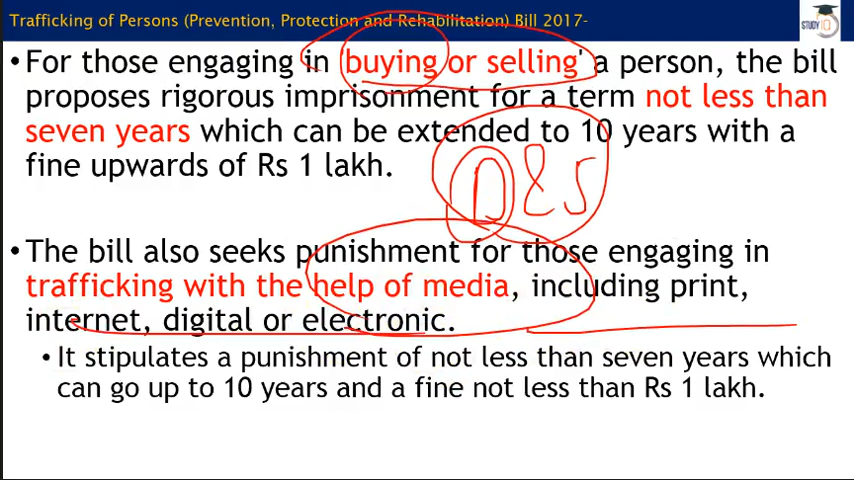 Trafficking of Persons (Prevention, Protection and Rehabilitation) Bill 2017-
STUDY IQ
• For those engaging in 'buying or selling' a person, the bill
proposes rigorous imprisonment for a term not less than
seven years which can be extended to 10 years with a
fine upwards of Rs 1 lakh.
D & S
• The bill also seeks punishment for those engaging in
trafficking with the help of media, including print,
internet, digital or electronic.
• It stipulates a punishment of not less than seven years which
can go up to 10 years and a fine not less than Rs 1 lakh.